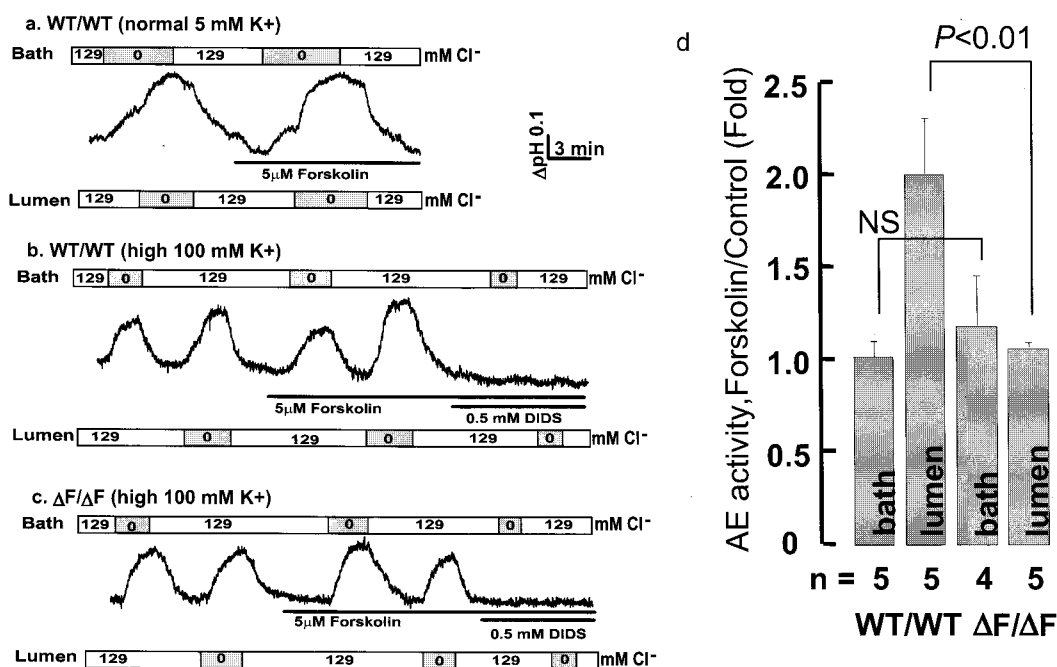 a. WT/WT (normal 5 mM K+)
Bath 129 0 129 0 129 mM Cl⁻
5µM Forskolin
Lumen 129 0 129 0 129 mM Cl⁻
ΔpH 0.1
3 min
b. WT/WT (high 100 mM K+)
Bath 129 0 129 0 129 0 129 mM Cl⁻
5µM Forskolin
0.5 mM DIDS
Lumen 129 0 129 0 129 0 mM Cl⁻
c. ΔF/ΔF (high 100 mM K+)
Bath 129 0 129 0 129 0 129 mM Cl⁻
5µM Forskolin
0.5 mM DIDS
Lumen 129 0 129 0 129 0 mM Cl⁻
d
P<0.01
NS
AE activity,Forskolin/Control (Fold)
2.5
2.0
1.5
1.0
0.5
0
bath
lumen
bath
lumen
n = 5 5 4 5
WT/WT ΔF/ΔF